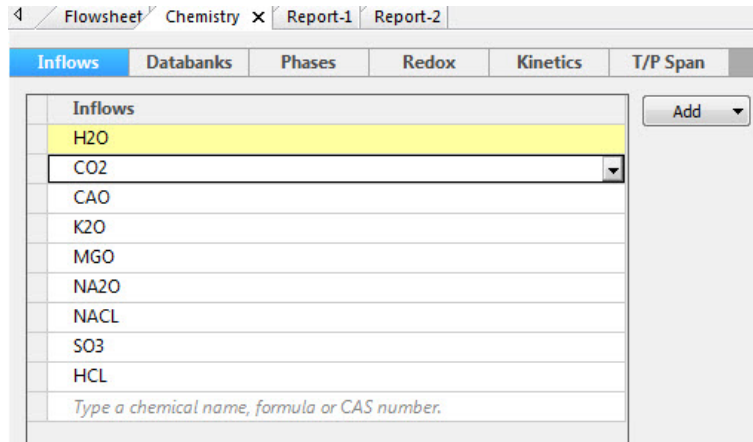 Flowsheet Chemistry x Report-1 Report-2
Inflows Databanks Phases Redox Kinetics T/P Span
Inflows
Add
H2O
CO2
CAO
K2O
MGO
NA2O
NACL
SO3
HCL
Type a chemical name, formula or CAS number.